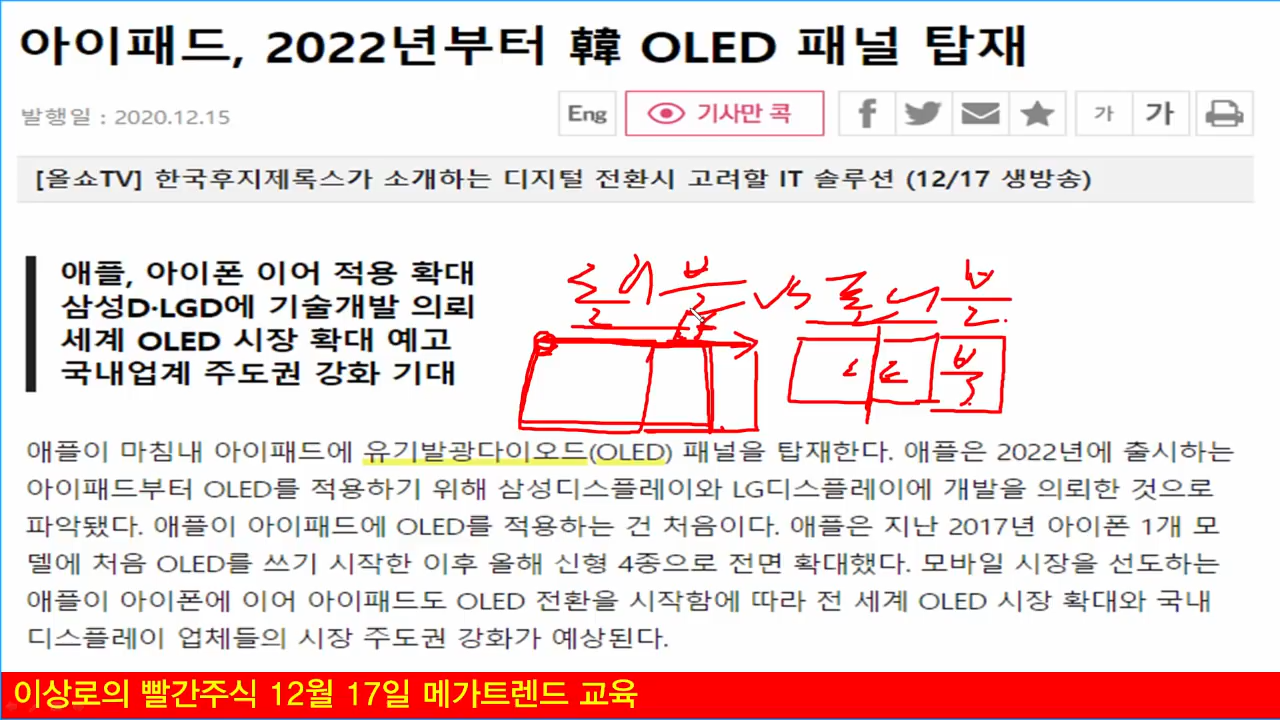 아이패드, 2022년부터 韓 OLED 패널 탑재
발행일 : 2020.12.15
Eng
기사만 콕
가 가
[올쇼TV] 한국후지제록스가 소개하는 디지털 전환시 고려할 IT 솔루션 (12/17 생방송)
애플, 아이폰 이어 적용 확대
삼성D·LGD에 기술개발 의뢰
세계 OLED 시장 확대 예고
국내업계 주도권 강화 기대
vs
애플이 마침내 아이패드에 유기발광다이오드(OLED) 패널을 탑재한다. 애플은 2022년에 출시하는
아이패드부터 OLED를 적용하기 위해 삼성디스플레이와 LG디스플레이에 개발을 의뢰한 것으로
파악됐다. 애플이 아이패드에 OLED를 적용하는 건 처음이다. 애플은 지난 2017년 아이폰 1개 모
델에 처음 OLED를 쓰기 시작한 이후 올해 신형 4종으로 전면 확대했다. 모바일 시장을 선도하는
애플이 아이폰에 이어 아이패드도 OLED 전환을 시작함에 따라 전 세계 OLED 시장 확대와 국내
디스플레이 업체들의 시장 주도권 강화가 예상된다.
이상로의 빨간주식 12월 17일 메가트렌드 교육